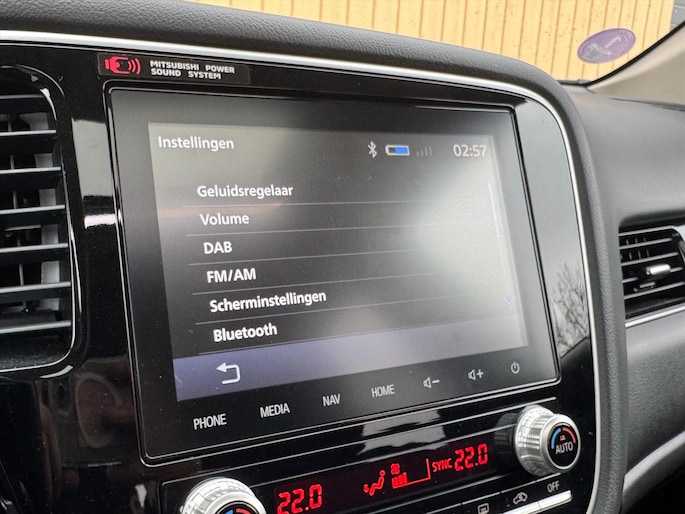 MITSUBISHI POWER
SOUND SYSTEM
Instellingen
02:57
Geluidsregelaar
Volume
DAB
FM/AM
Scherminstellingen
Bluetooth
PHONE
MEDIA
NAV
HOME
22.0
SYNC 22.0
AUTO
OFF